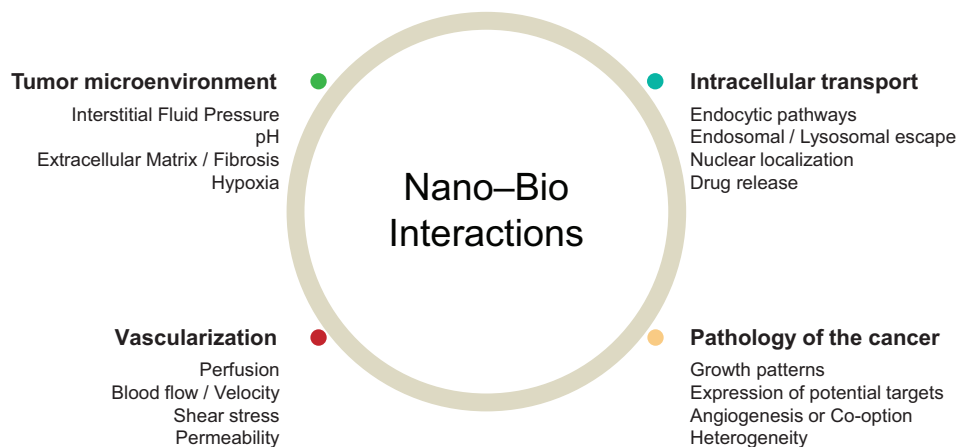 Tumor microenvironment
Interstitial Fluid Pressure
pH
Extracellular Matrix / Fibrosis
Hypoxia
Intracellular transport
Endocytic pathways
Endosomal / Lysosomal escape
Nuclear localization
Drug release
Nano–Bio
Interactions
Vascularization
Perfusion
Blood flow / Velocity
Shear stress
Permeability
Pathology of the cancer
Growth patterns
Expression of potential targets
Angiogenesis or Co-option
Heterogeneity